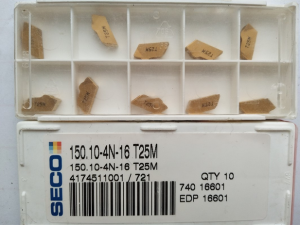 SECO
150.10-4N-16 T25M
150.10-4N-16 T25M
4174511001 / 721
QTY 10
740 16601
EDP 16601